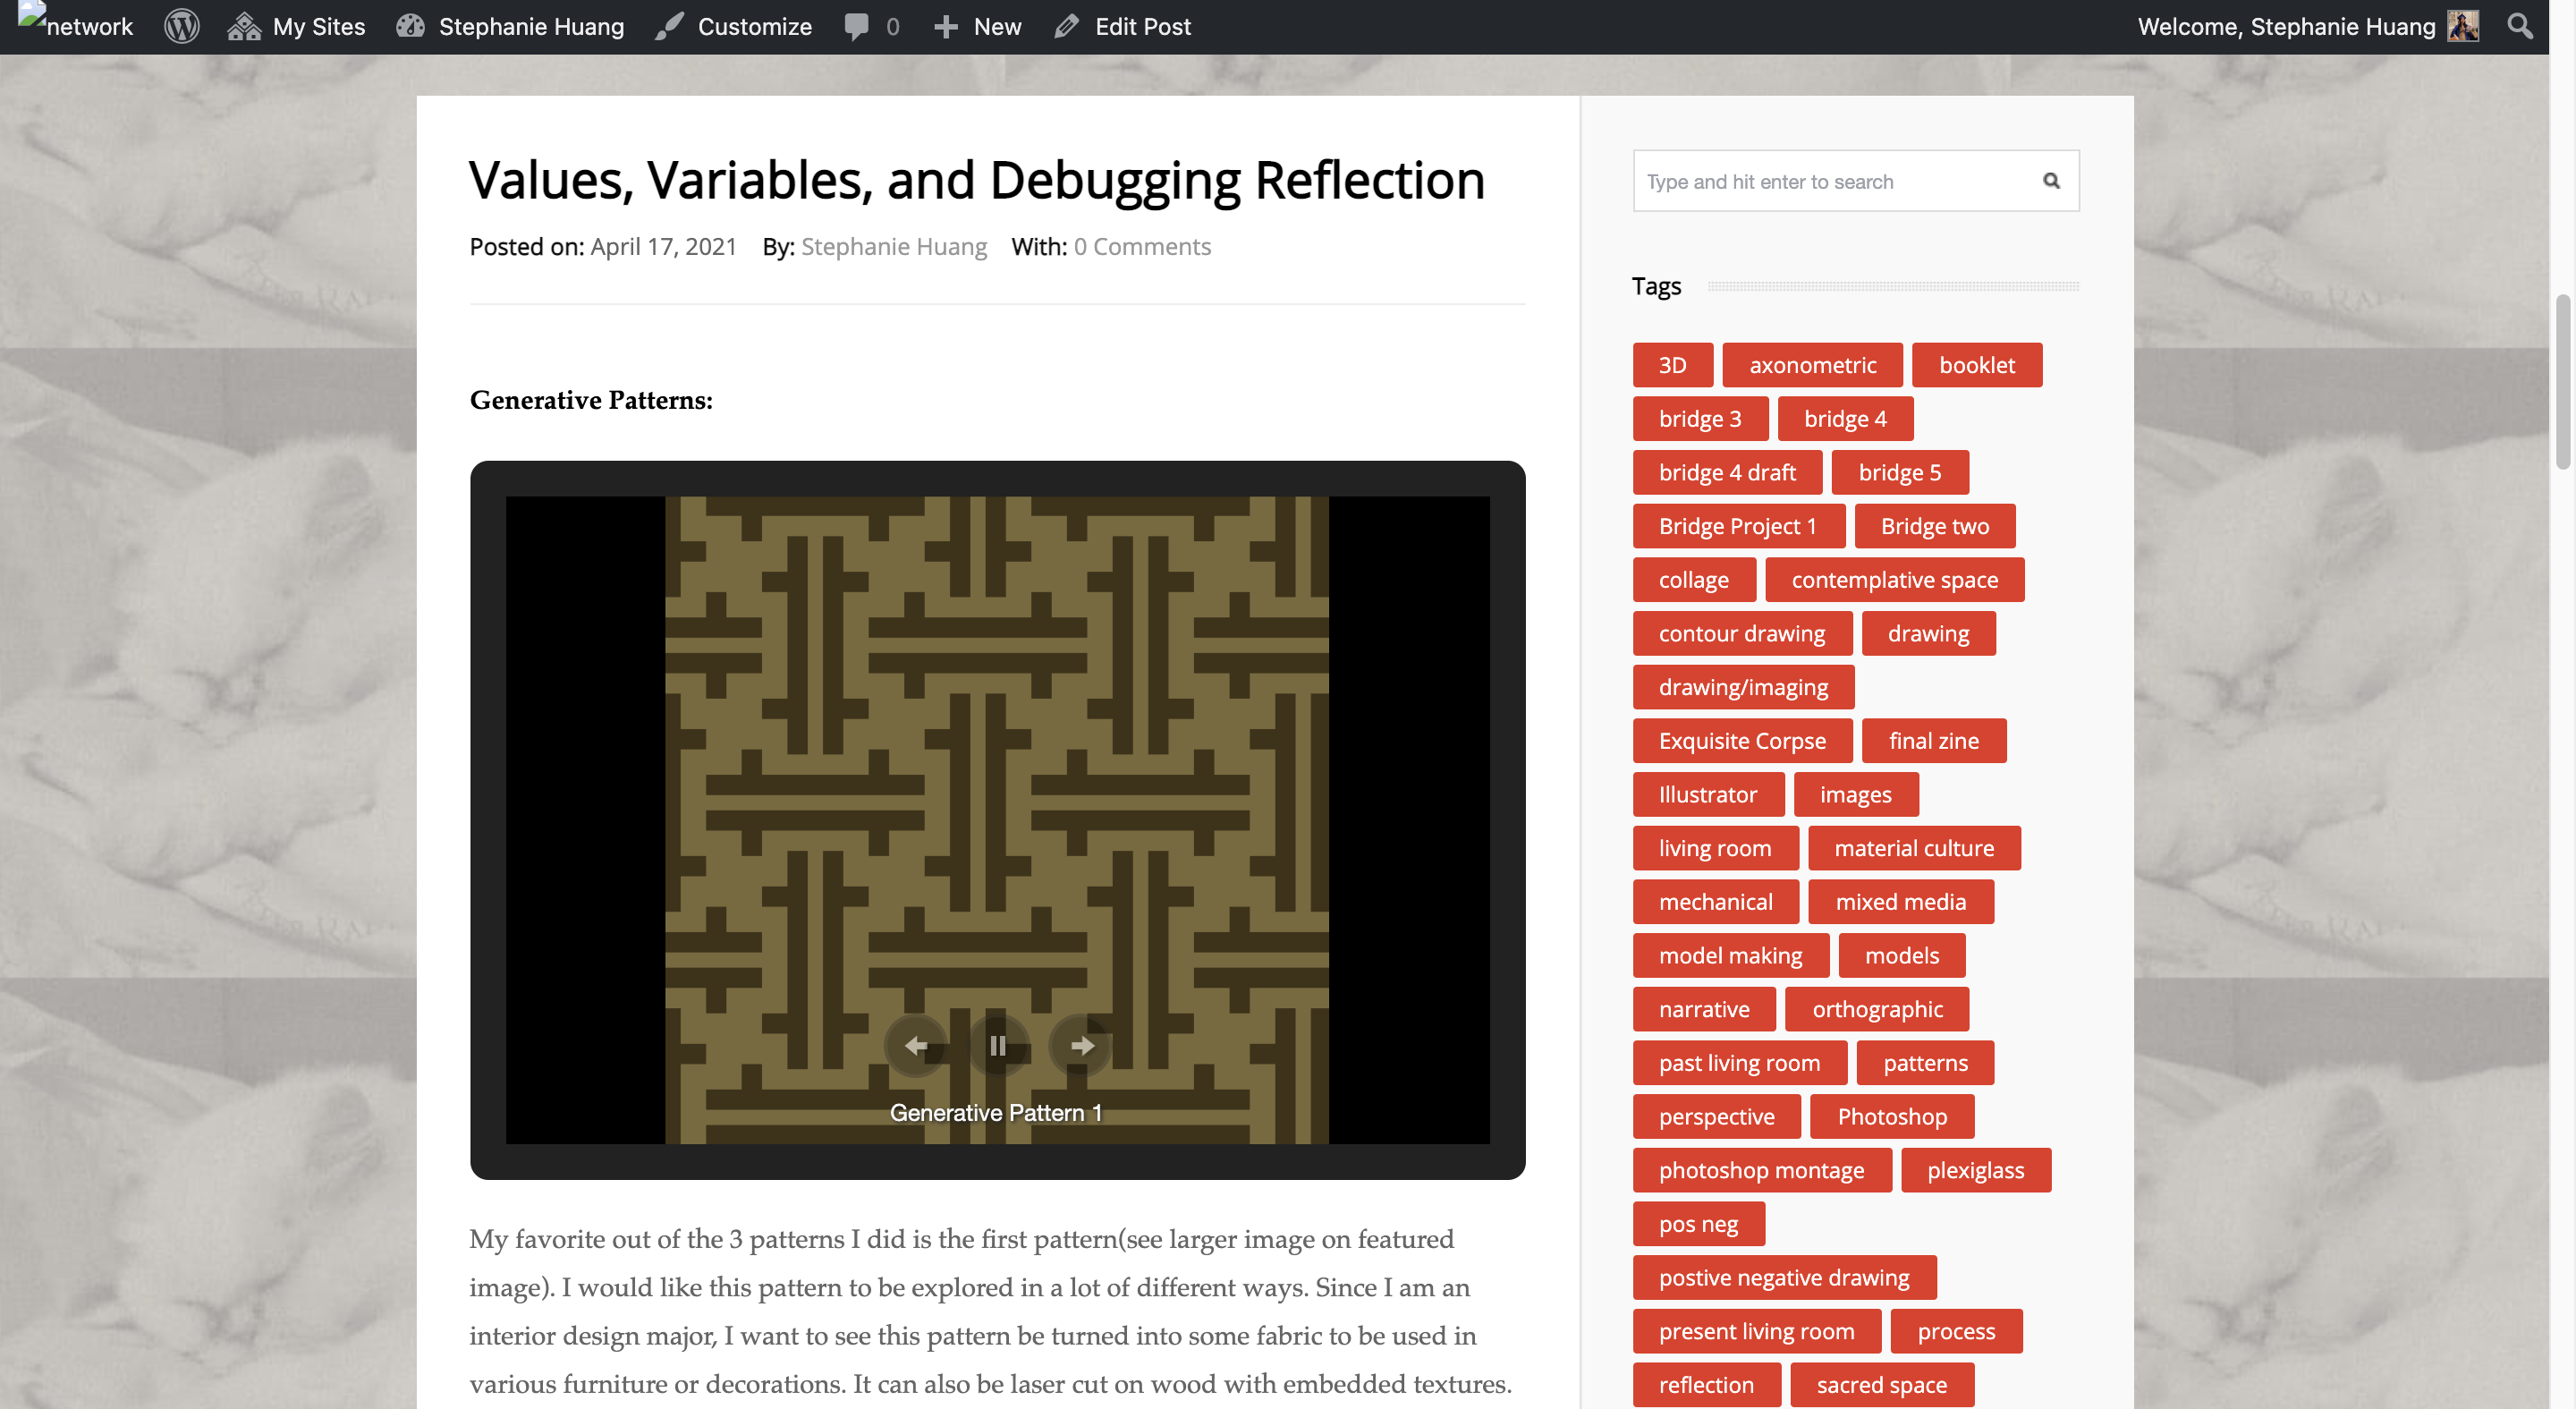 network My Sites Stephanie Huang Customize 0 New Edit Post Welcome, Stephanie Huang
Values, Variables, and Debugging Reflection
Posted on: April 17, 2021 By: Stephanie Huang With: 0 Comments
Generative Patterns:
Generative Pattern 1
My favorite out of the 3 patterns I did is the first pattern(see larger image on featured
image). I would like this pattern to be explored in a lot of different ways. Since I am an
interior design major, I want to see this pattern be turned into some fabric to be used in
various furniture or decorations. It can also be laser cut on wood with embedded textures.
Type and hit enter to search
Tags
3D axonometric booklet
bridge 3 bridge 4
bridge 4 draft bridge 5
Bridge Project 1 Bridge two
collage contemplative space
contour drawing drawing
drawing/imaging
Exquisite Corpse final zine
Illustrator images
living room material culture
mechanical mixed media
model making models
narrative orthographic
past living room patterns
perspective Photoshop
photoshop montage plexiglass
pos neg
postive negative drawing
present living room process
reflection sacred space